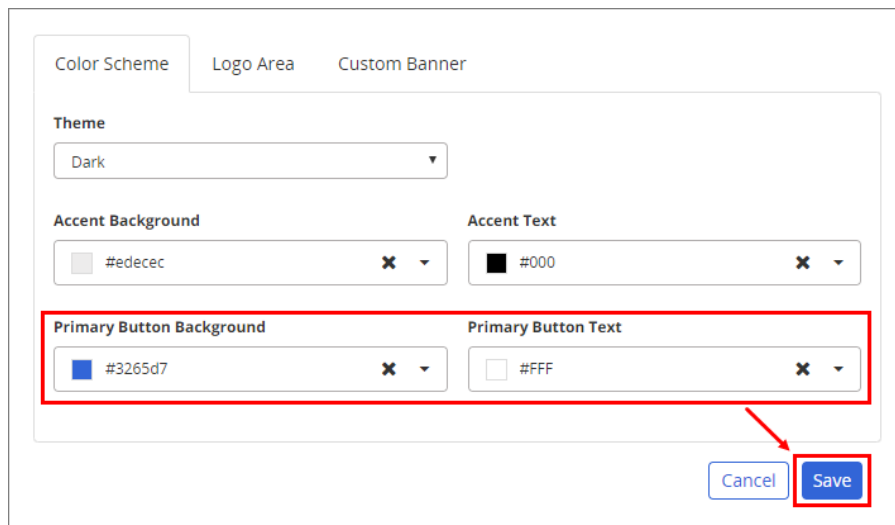 Color Scheme Logo Area Custom Banner
Theme
Dark
Accent Background Accent Text
#edecec #000
Primary Button Background Primary Button Text
#3265d7 #FFF
Cancel Save